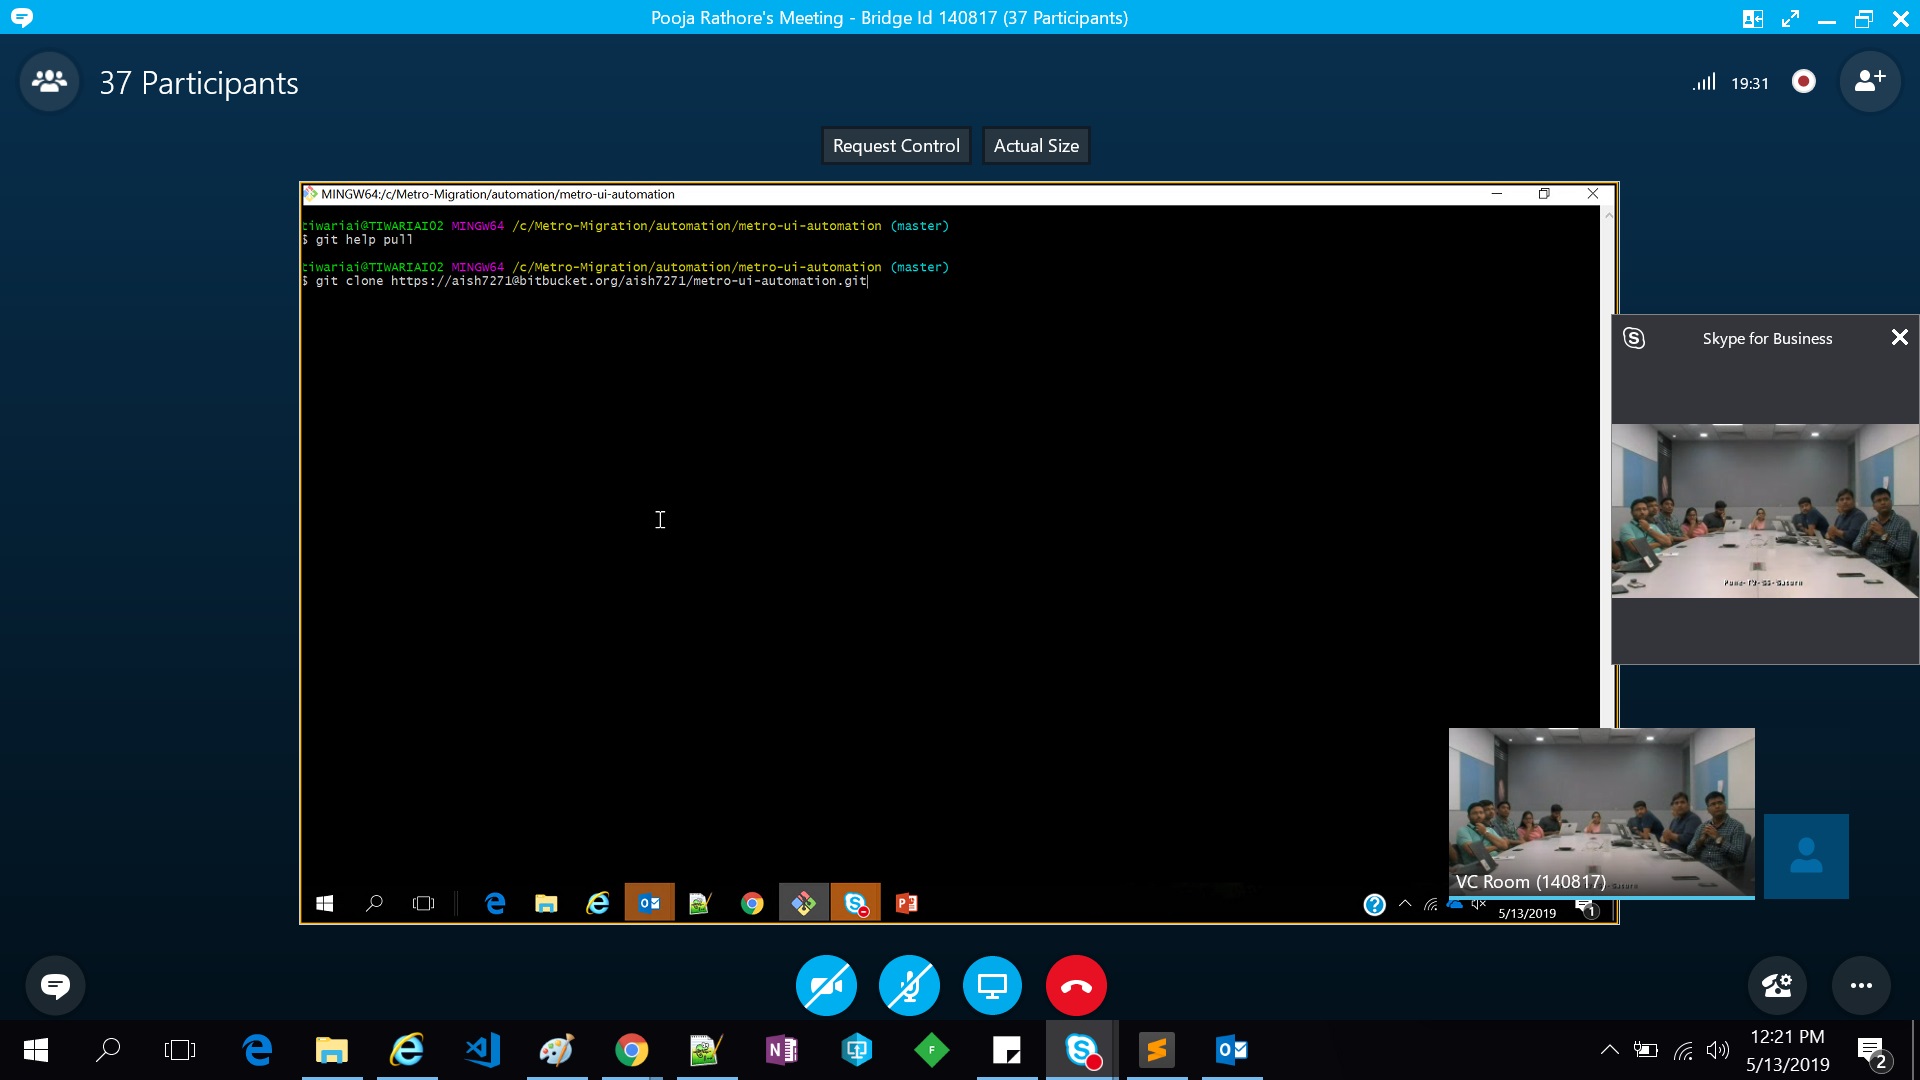 Pooja Rathore's Meeting - Bridge Id 140817 (37 Participants)
37 Participants
19:31
Request Control
Actual Size
MINGW64:/c/Metro-Migration/automation/metro-ui-automation
tiwariai@TIWARIAI02 MINGW64 /c/Metro-Migration/automation/metro-ui-automation (master)
$ git help pull
tiwariai@TIWARIAI02 MINGW64 /c/Metro-Migration/automation/metro-ui-automation (master)
$ git clone https://aish7271@bitbucket.org/aish7271/metro-ui-automation.git
Skype for Business
VC Room (140817)
5/13/2019
1
12:21 PM
5/13/2019
2